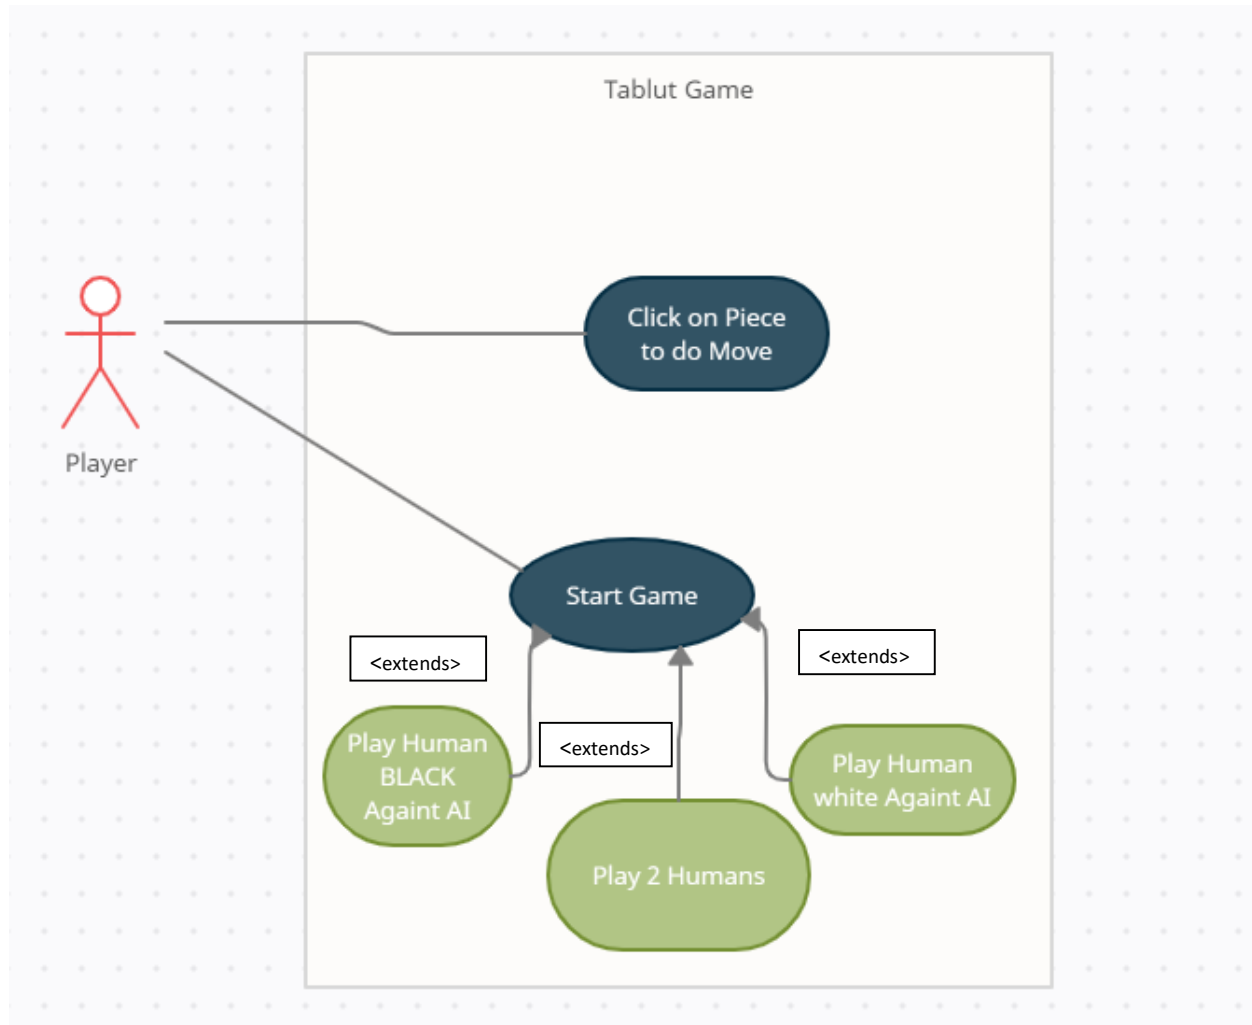 Tablut Game
Click on Piece
to do Move
Player
Start Game
<extends>
<extends>
<extends>
Play Human
BLACK
Againt AI
Play Human
white Againt AI
Play 2 Humans